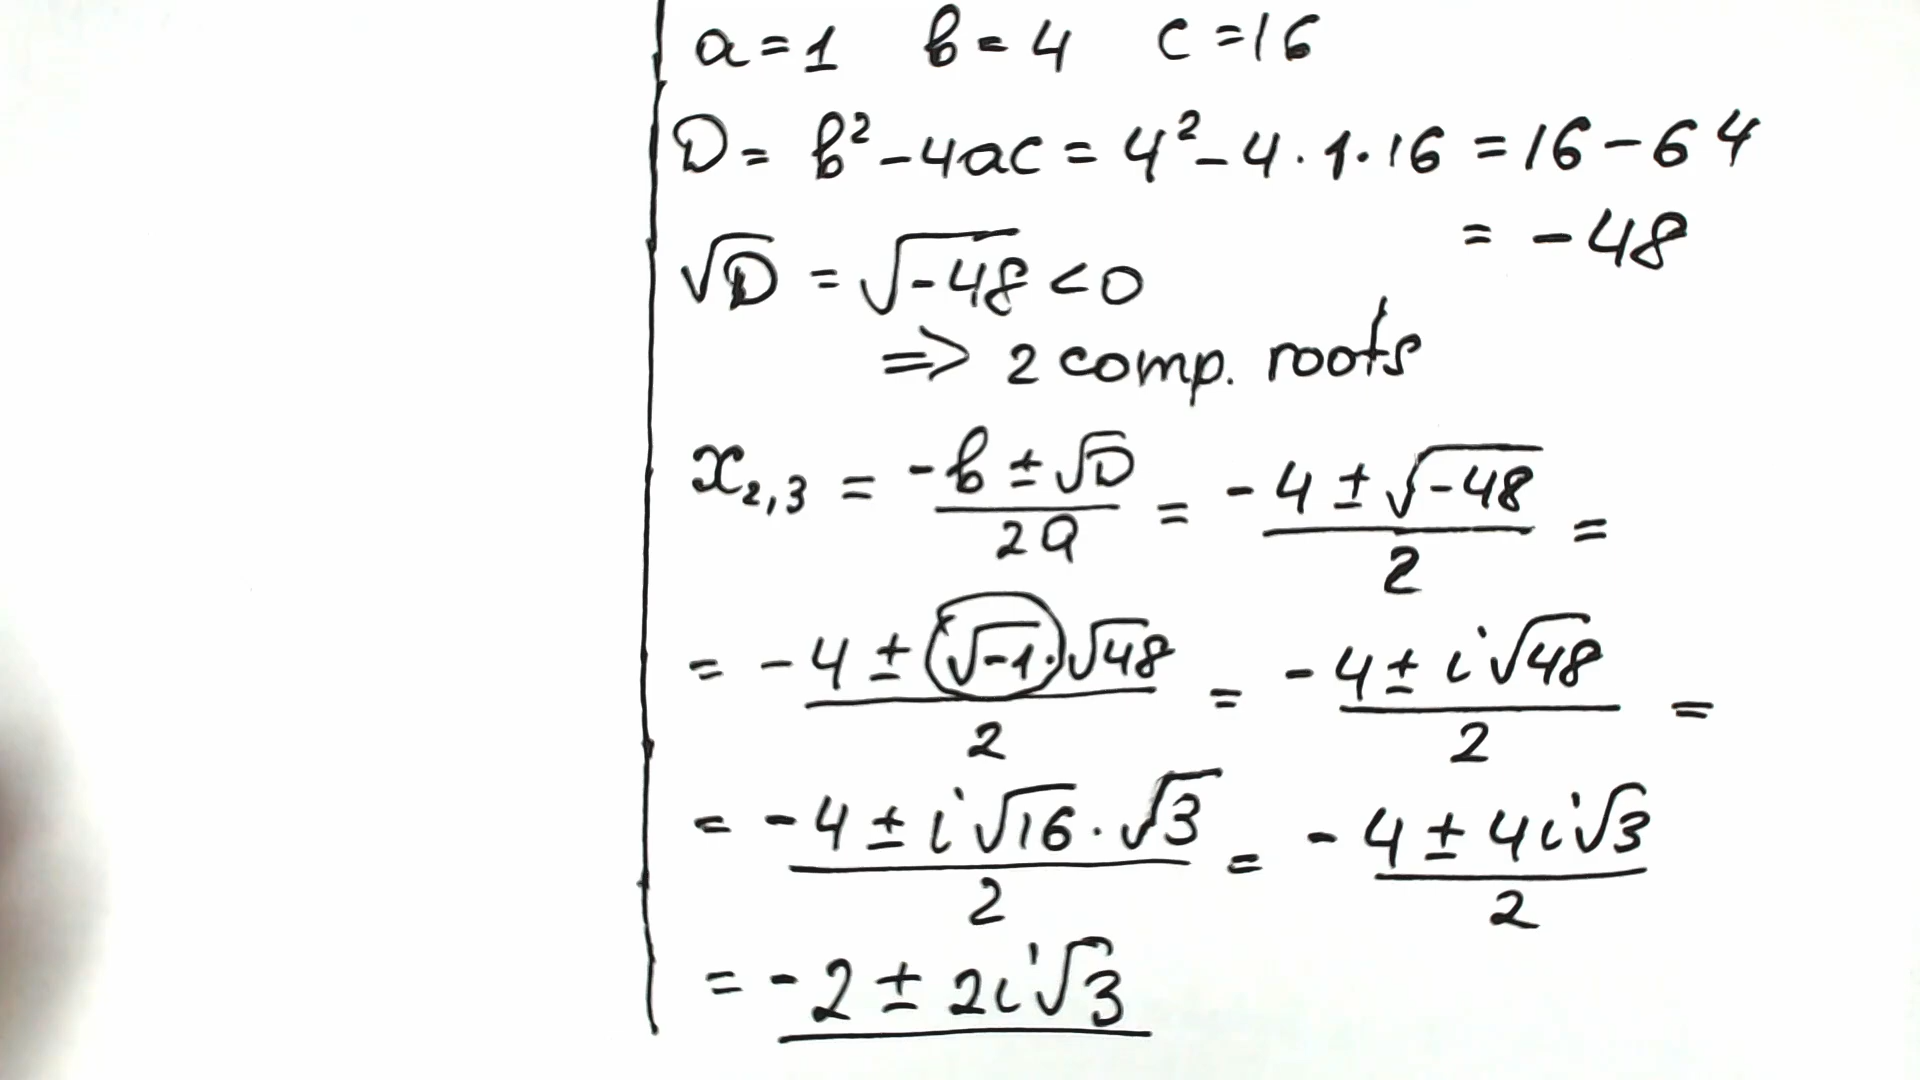 a = 1 b = 4 c = 16
D = b² - 4ac = 4² - 4 · 1 · 16 = 16 - 64
= -48
√D = √-48 < 0
=> 2 comp. roots
x₂,₃ = (-b ± √D)/2a = (-4 ± √-48)/2 =
= (-4 ± √-1 · √48)/2 = (-4 ± i√48)/2 =
= (-4 ± i√16 · √3)/2 = (-4 ± 4i√3)/2
= -2 ± 2i√3